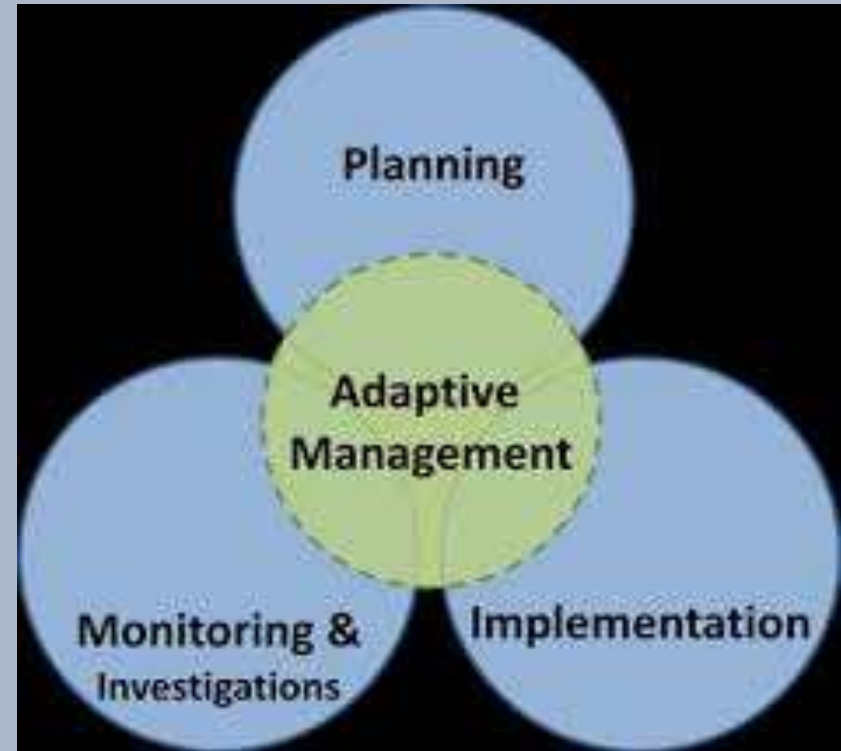 Planning
Adaptive
Management
Monitoring &
Investigations
Implementation